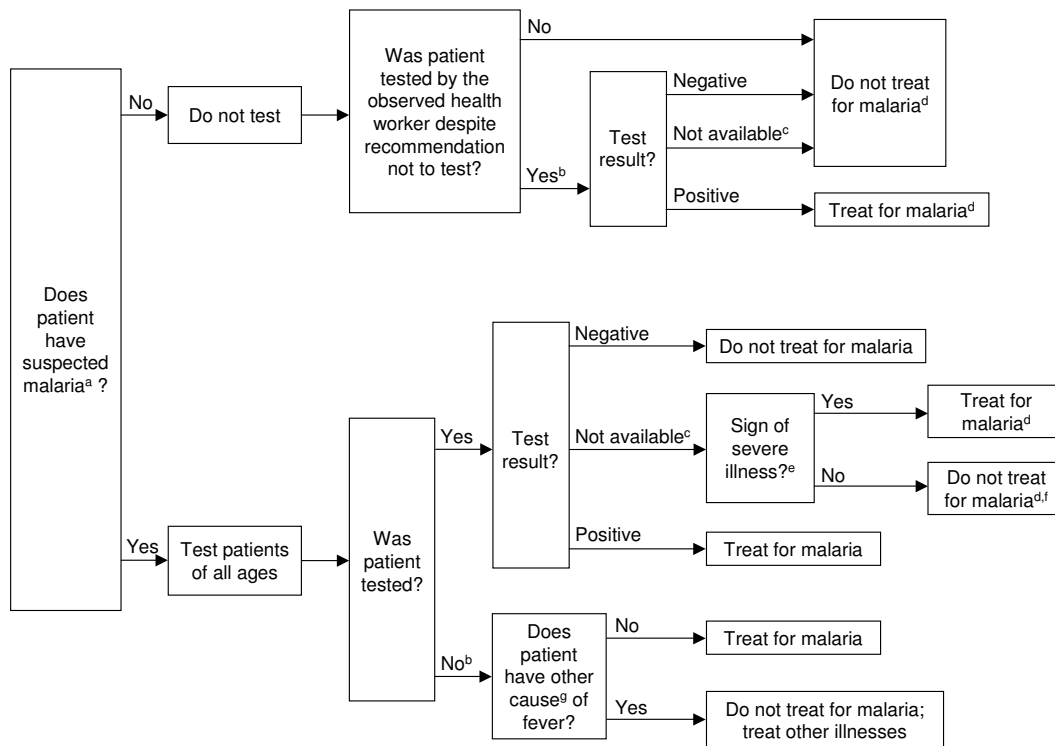 Does
patient
have
suspected
malariaᵃ ?
No
Do not test
Was patient
tested by the
observed health
worker despite
recommendation
not to test?
No
Yesᵇ
Test
result?
Negative
Not availableᶜ
Positive
Do not treat
for malariaᵈ
Treat for malariaᵈ
Yes
Test patients
of all ages
Was
patient
tested?
Yes
Test
result?
Negative
Do not treat for malaria
Not availableᶜ
Sign of
severe
illness?ᵉ
Yes
Treat for
malariaᵈ
No
Do not treat
for malariaᵈ,ᶠ
Positive
Treat for malaria
Noᵇ
Does
patient
have other
causeᵍ of
fever?
No
Treat for malaria
Yes
Do not treat for malaria;
treat other illnesses